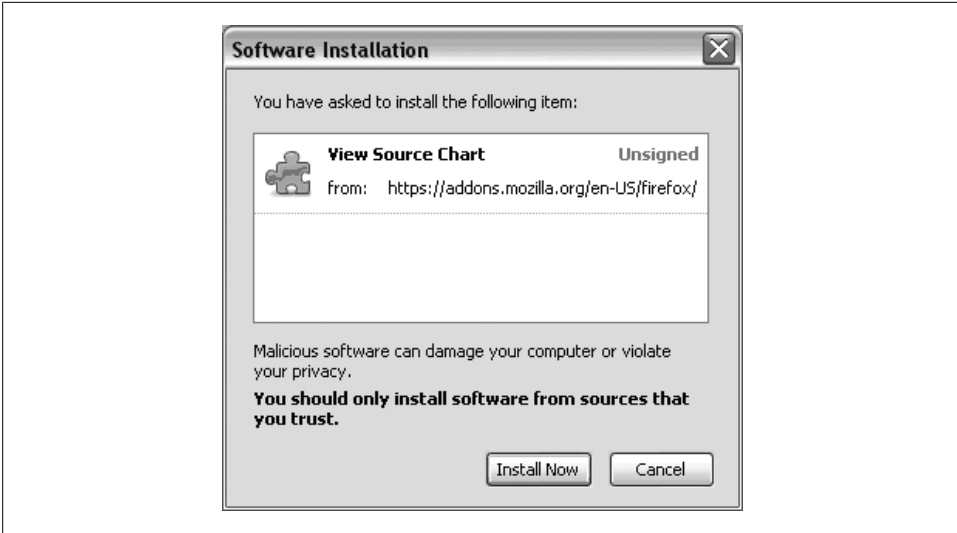 Software Installation
You have asked to install the following item:
View Source Chart Unsigned
from: https://addons.mozilla.org/en-US/firefox/
Malicious software can damage your computer or violate
your privacy.
You should only install software from sources that
you trust.
Install Now Cancel